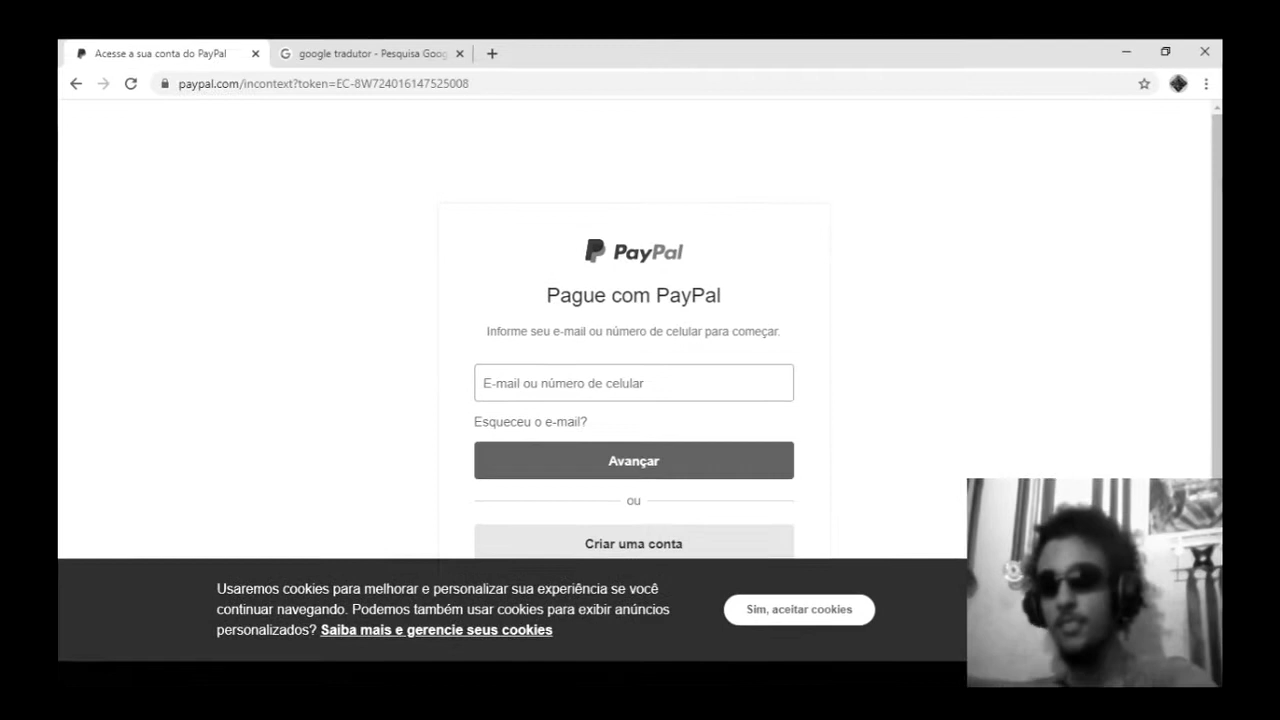 Acesse a sua conta do PayPal
google tradutor - Pesquisa Goog
paypal.com/incontext?token=EC-8W724016147525008
PayPal
Pague com PayPal
Informe seu e-mail ou número de celular para começar.
E-mail ou número de celular
Esqueceu o e-mail?
Avançar
ou
Criar uma conta
Usaremos cookies para melhorar e personalizar sua experiência se você
continuar navegando. Podemos também usar cookies para exibir anúncios
personalizados? Saiba mais e gerencie seus cookies
Sim, aceitar cookies